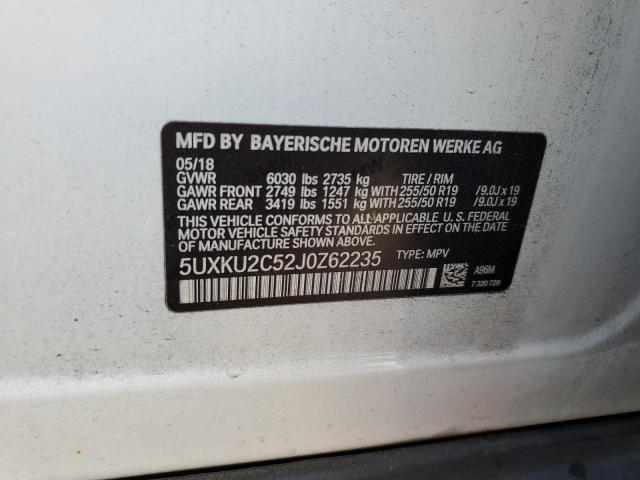 MFD BY BAYERISCHE MOTOREN WERKE AG
05/18
GVWR 6030 lbs 2735 kg TIRE / RIM
GAWR FRONT 2749 lbs 1247 kg WITH 255/50 R19 /9.0J x 19
GAWR REAR 3419 lbs 1551 kg WITH 255/50 R19 /9.0J x 19
THIS VEHICLE CONFORMS TO ALL APPLICABLE U. S. FEDERAL
MOTOR VEHICLE SAFETY STANDARDS IN EFFECT ON THE DATE
OF MANUFACTURE SHOWN ABOVE.
5UXKU2C52J0Z62235 TYPE: MPV
A96M
7 320 729